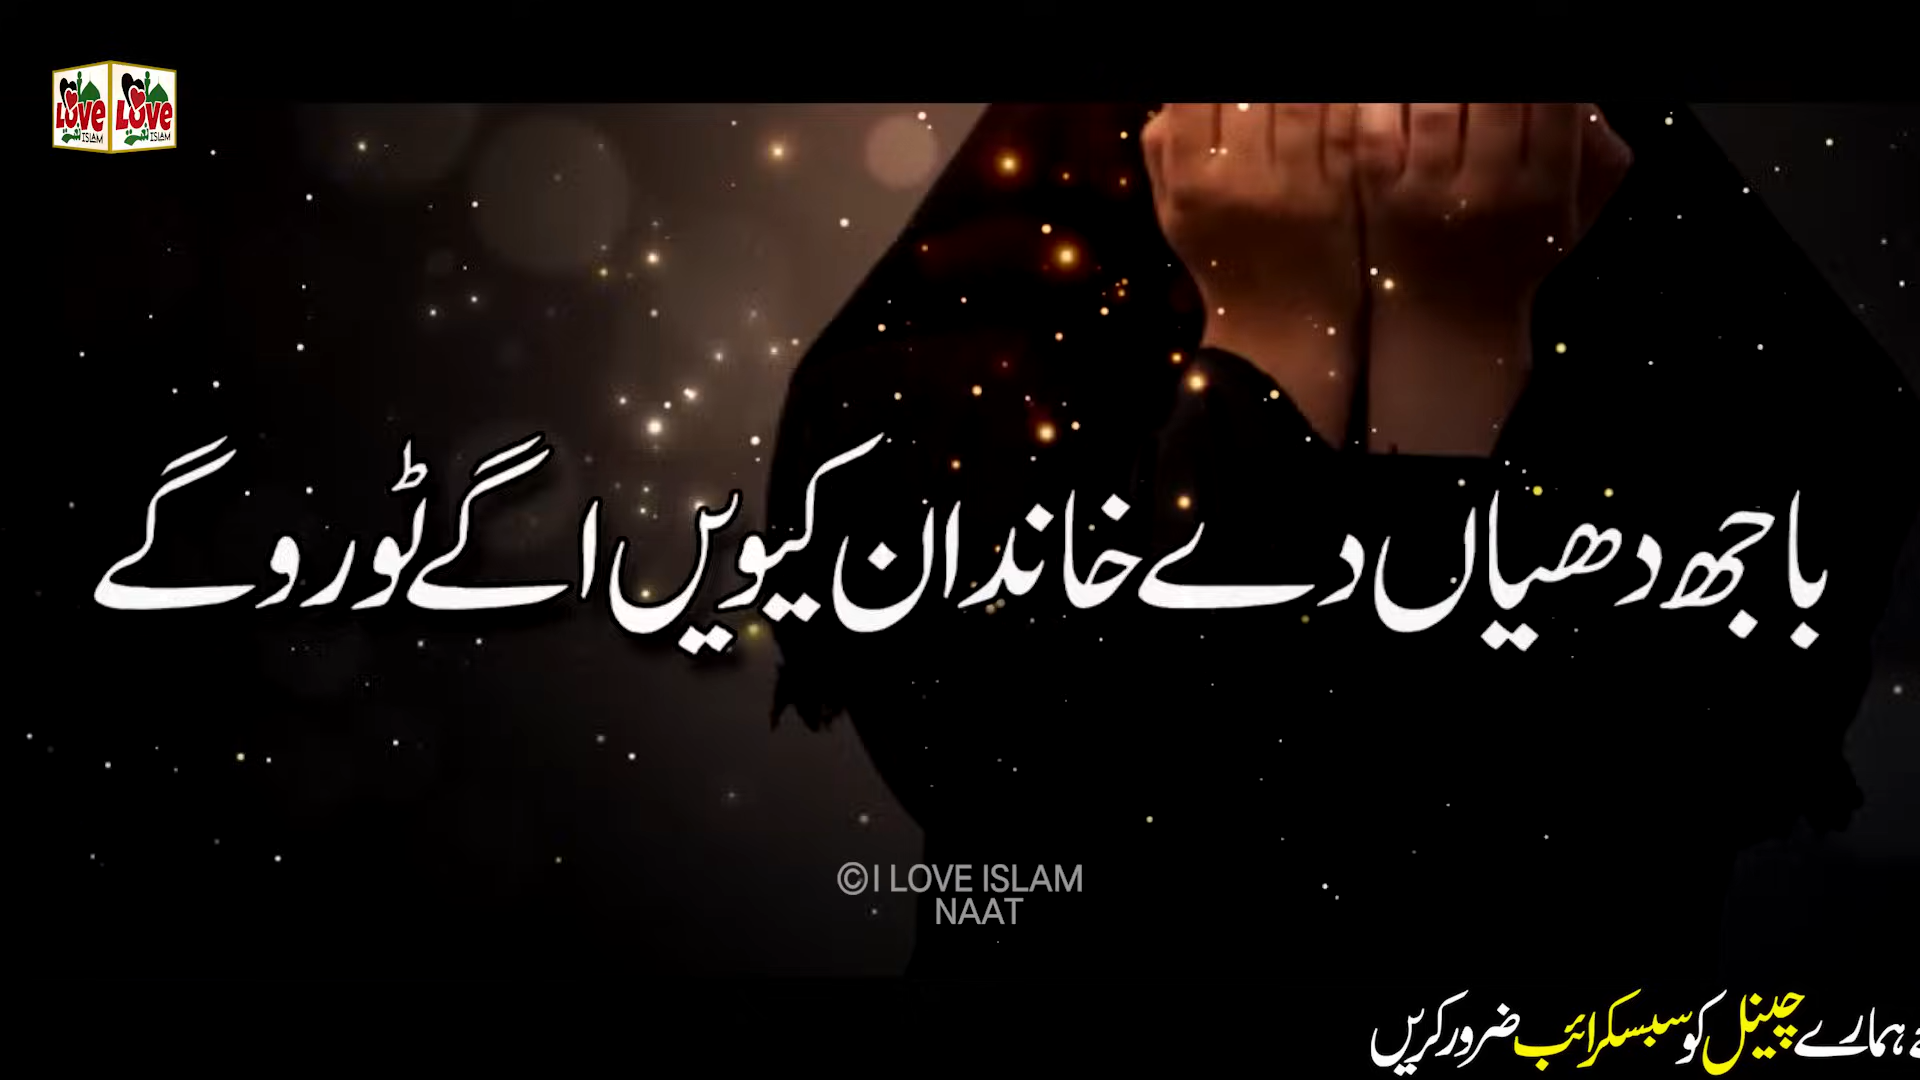 Love Love
ISLAM ISLAM
باجھ دھیاں دے خاندان کیویں اگے ٹورو گے
©I LOVE ISLAM
NAAT
ہمارے چینل کو سبسکرائب ضرور کریں